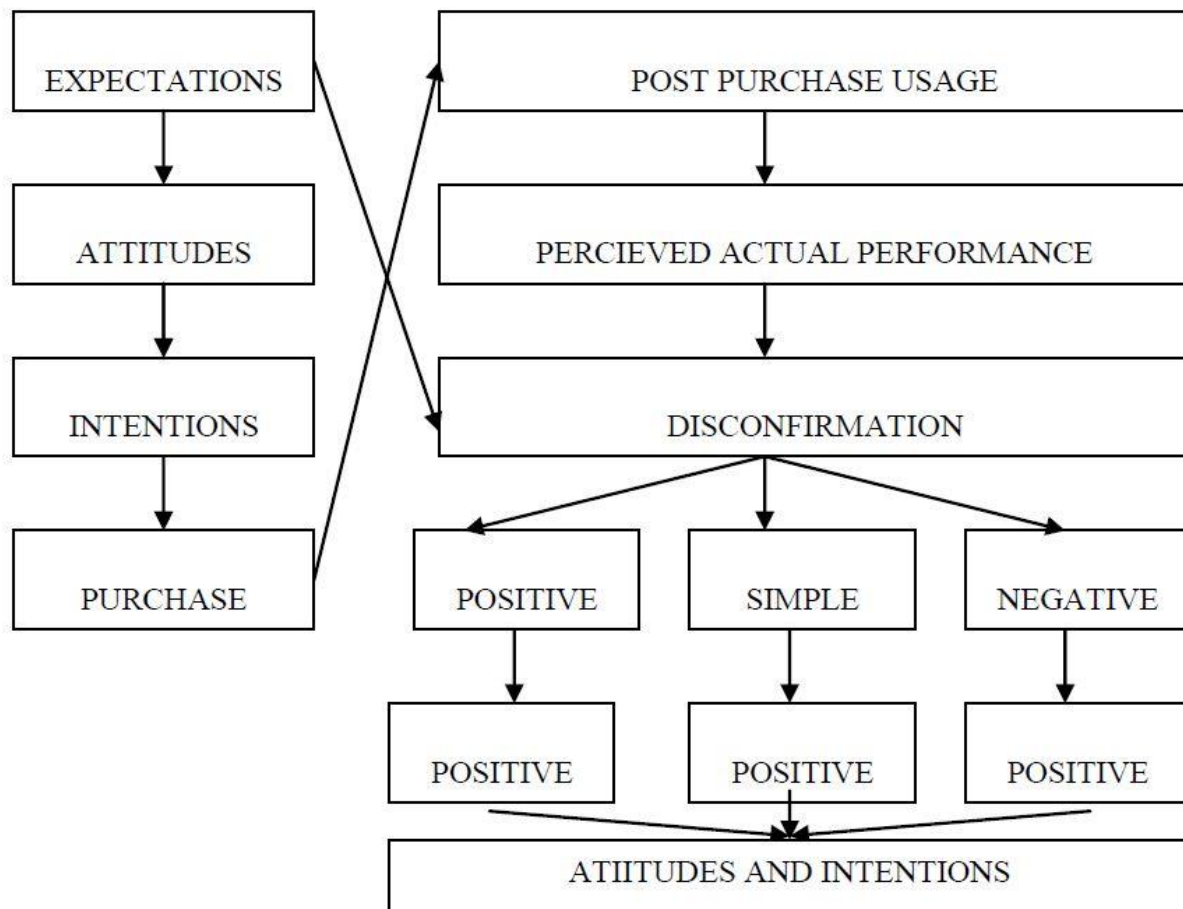 EXPECTATIONS
POST PURCHASE USAGE
ATTITUDES
PERCIEVED ACTUAL PERFORMANCE
INTENTIONS
DISCONFIRMATION
PURCHASE
POSITIVE
SIMPLE
NEGATIVE
POSITIVE
POSITIVE
POSITIVE
ATIITUDES AND INTENTIONS